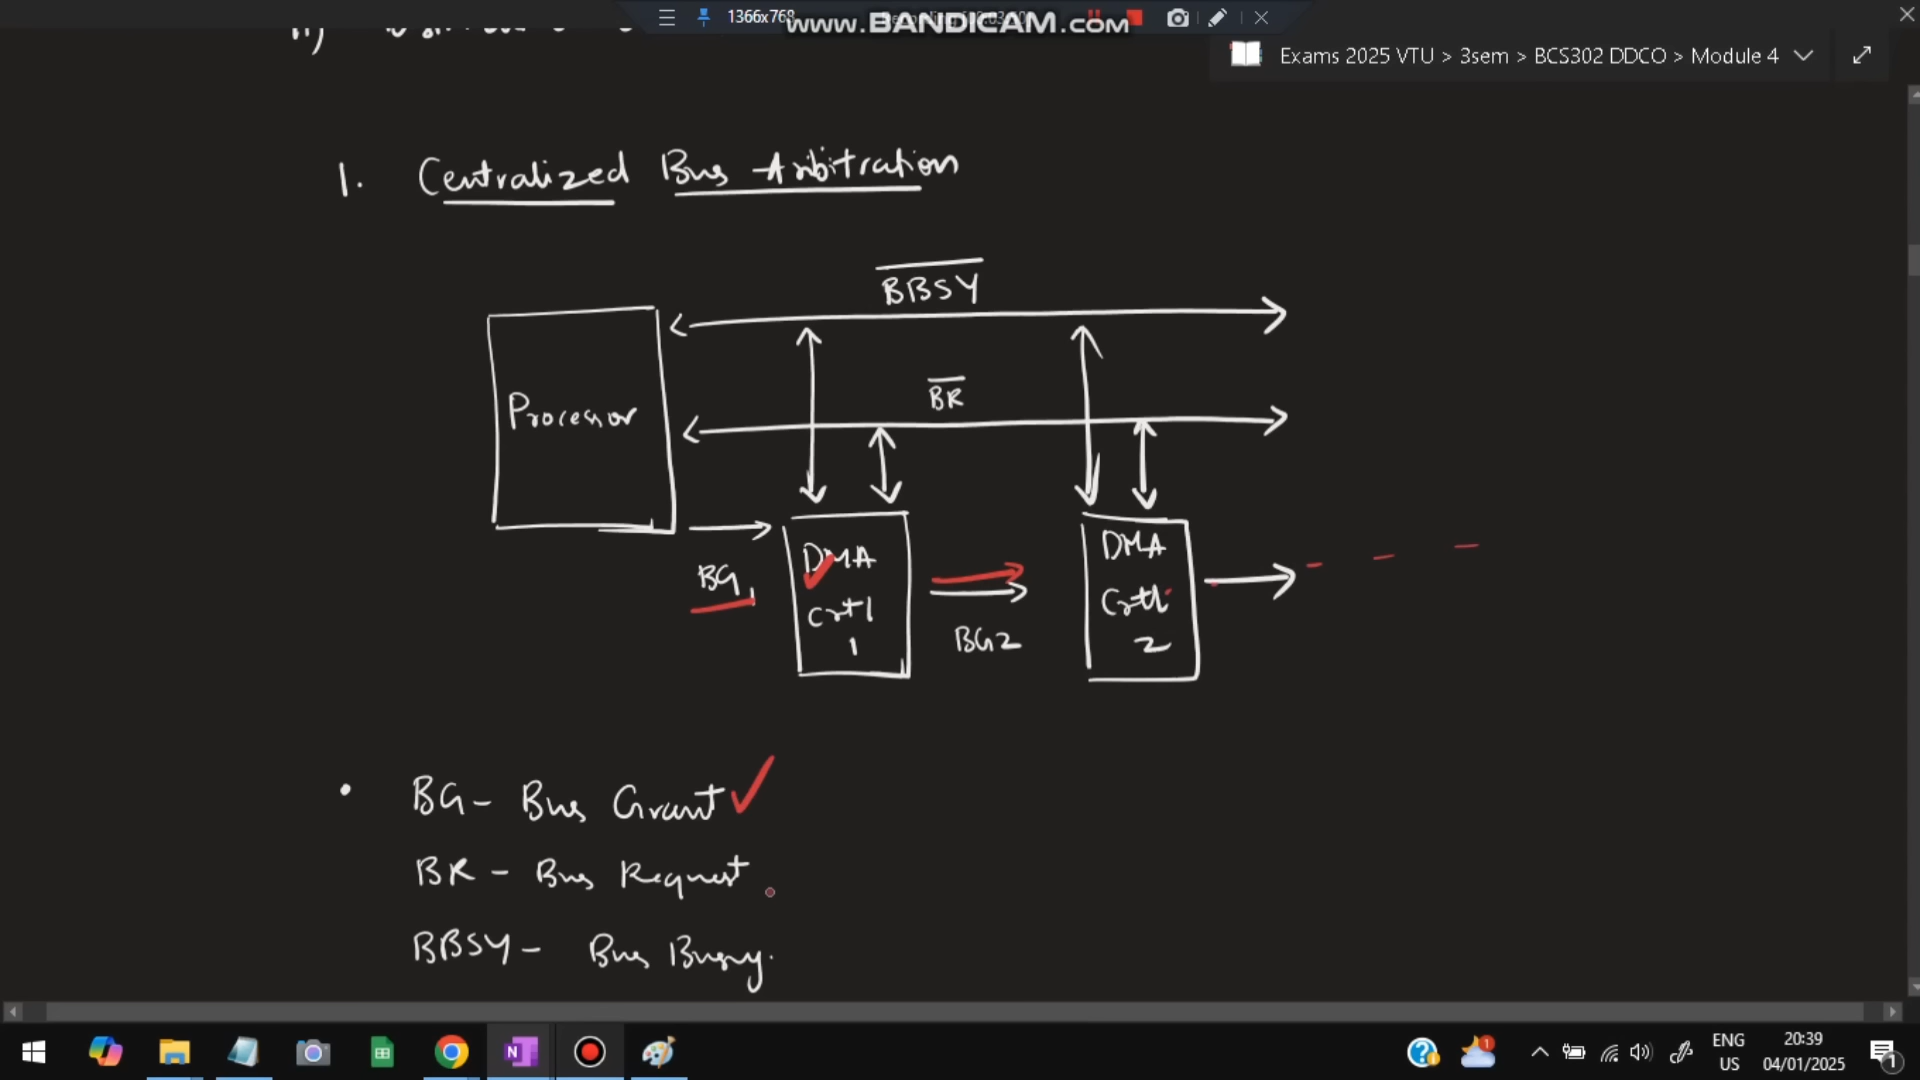 1366x768
www.BANDICAM.com
Exams 2025 VTU > 3sem > BCS302 DDCO > Module 4
1. Centralized Bus Arbitration
BBSY
BR
Processor
BG1
DMA
Crtl
1
BG2
DMA
Crtl
2
BG - Bus Grant
BR - Bus Request
BBSY - Bus Busy.
ENG
US
20:39
04/01/2025